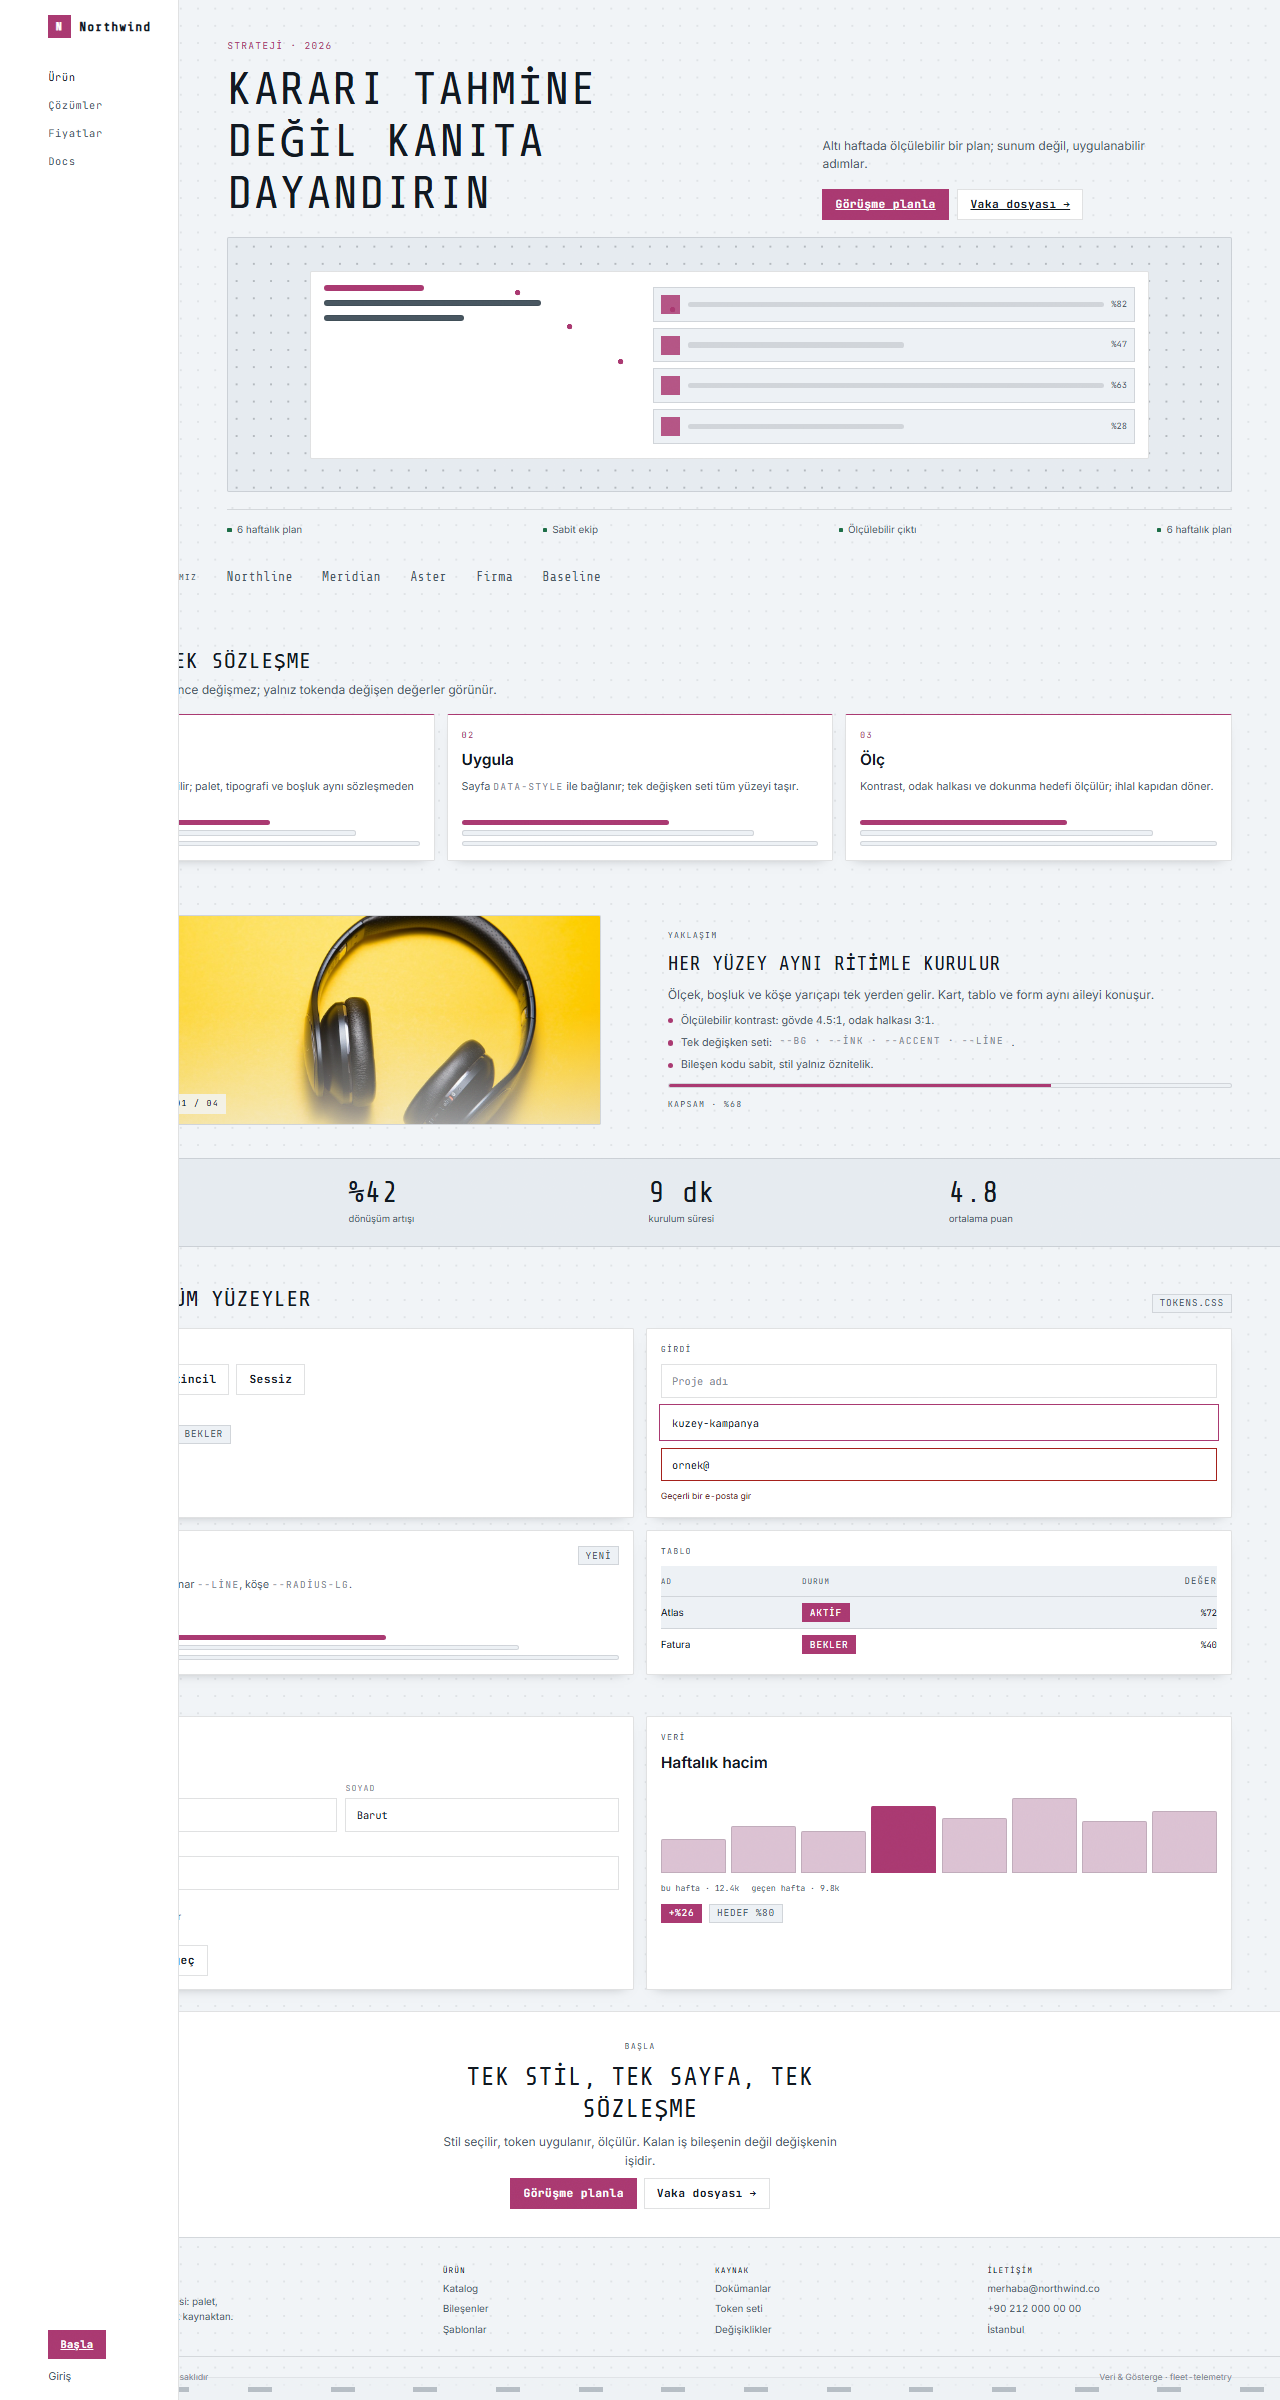 N Northwind
Ürün
Çözümler
Fiyatlar
Docs
STRATEJİ · 2026
KARARI TAHMİNE
DEĞİL KANITA
DAYANDIRIN
Altı haftada ölçülebilir bir plan; sunum değil, uygulanabilir
adımlar.
Görüşme planla
Vaka dosyası →
%82
%47
%63
%28
6 haftalık plan
Sabit ekip
Ölçülebilir çıktı
6 haftalık plan
Northline
Meridian
Aster
Firma
Baseline
SÖZLEŞME
değişmez; yalnız tokenda değişen değerler görünür.
palet, tipografi ve boşluk aynı sözleşmeden
02
Uygula
Sayfa DATA-STYLE ile bağlanır; tek değişken seti tüm yüzeyi taşır.
03
Ölç
Kontrast, odak halkası ve dokunma hedefi ölçülür; ihlal kapıdan döner.
01 / 04
YAKLAŞIM
HER YÜZEY AYNI RİTİMLE KURULUR
Ölçek, boşluk ve köşe yarıçapı tek yerden gelir. Kart, tablo ve form aynı aileyi konuşur.
Ölçülebilir kontrast: gövde 4.5:1, odak halkası 3:1.
Tek değişken seti: --BG · --İNK · --ACCENT · --LİNE .
Bileşen kodu sabit, stil yalnız öznitelik.
KAPSAM · %68
%42
dönüşüm artışı
9 dk
kurulum süresi
4.8
ortalama puan
YÜZEYLER
TOKENS.CSS
Sessiz
BEKLER
GİRDİ
Proje adı
kuzey-kampanya
ornek@
Geçerli bir e-posta gir
YENİ
--LİNE, köşe --RADİUS-LG.
TABLO
AD DURUM DEĞER
Atlas AKTİF %72
Fatura BEKLER %40
SOYAD
Barut
VERİ
Haftalık hacim
bu hafta · 12.4k geçen hafta · 9.8k
+%26
HEDEF %80
BAŞLA
TEK STİL, TEK SAYFA, TEK
SÖZLEŞME
Stil seçilir, token uygulanır, ölçülür. Kalan iş bileşenin değil değişkenin
işidir.
Görüşme planla
Vaka dosyası →
palet,
kaynaktan.
ÜRÜN
Katalog
Bileşenler
Şablonlar
KAYNAK
Dokümanlar
Token seti
Değişiklikler
İLETİŞİM
merhaba@northwind.co
+90 212 000 00 00
İstanbul
Başla
Giriş
saklıdır
Veri & Gösterge · fleet-telemetry